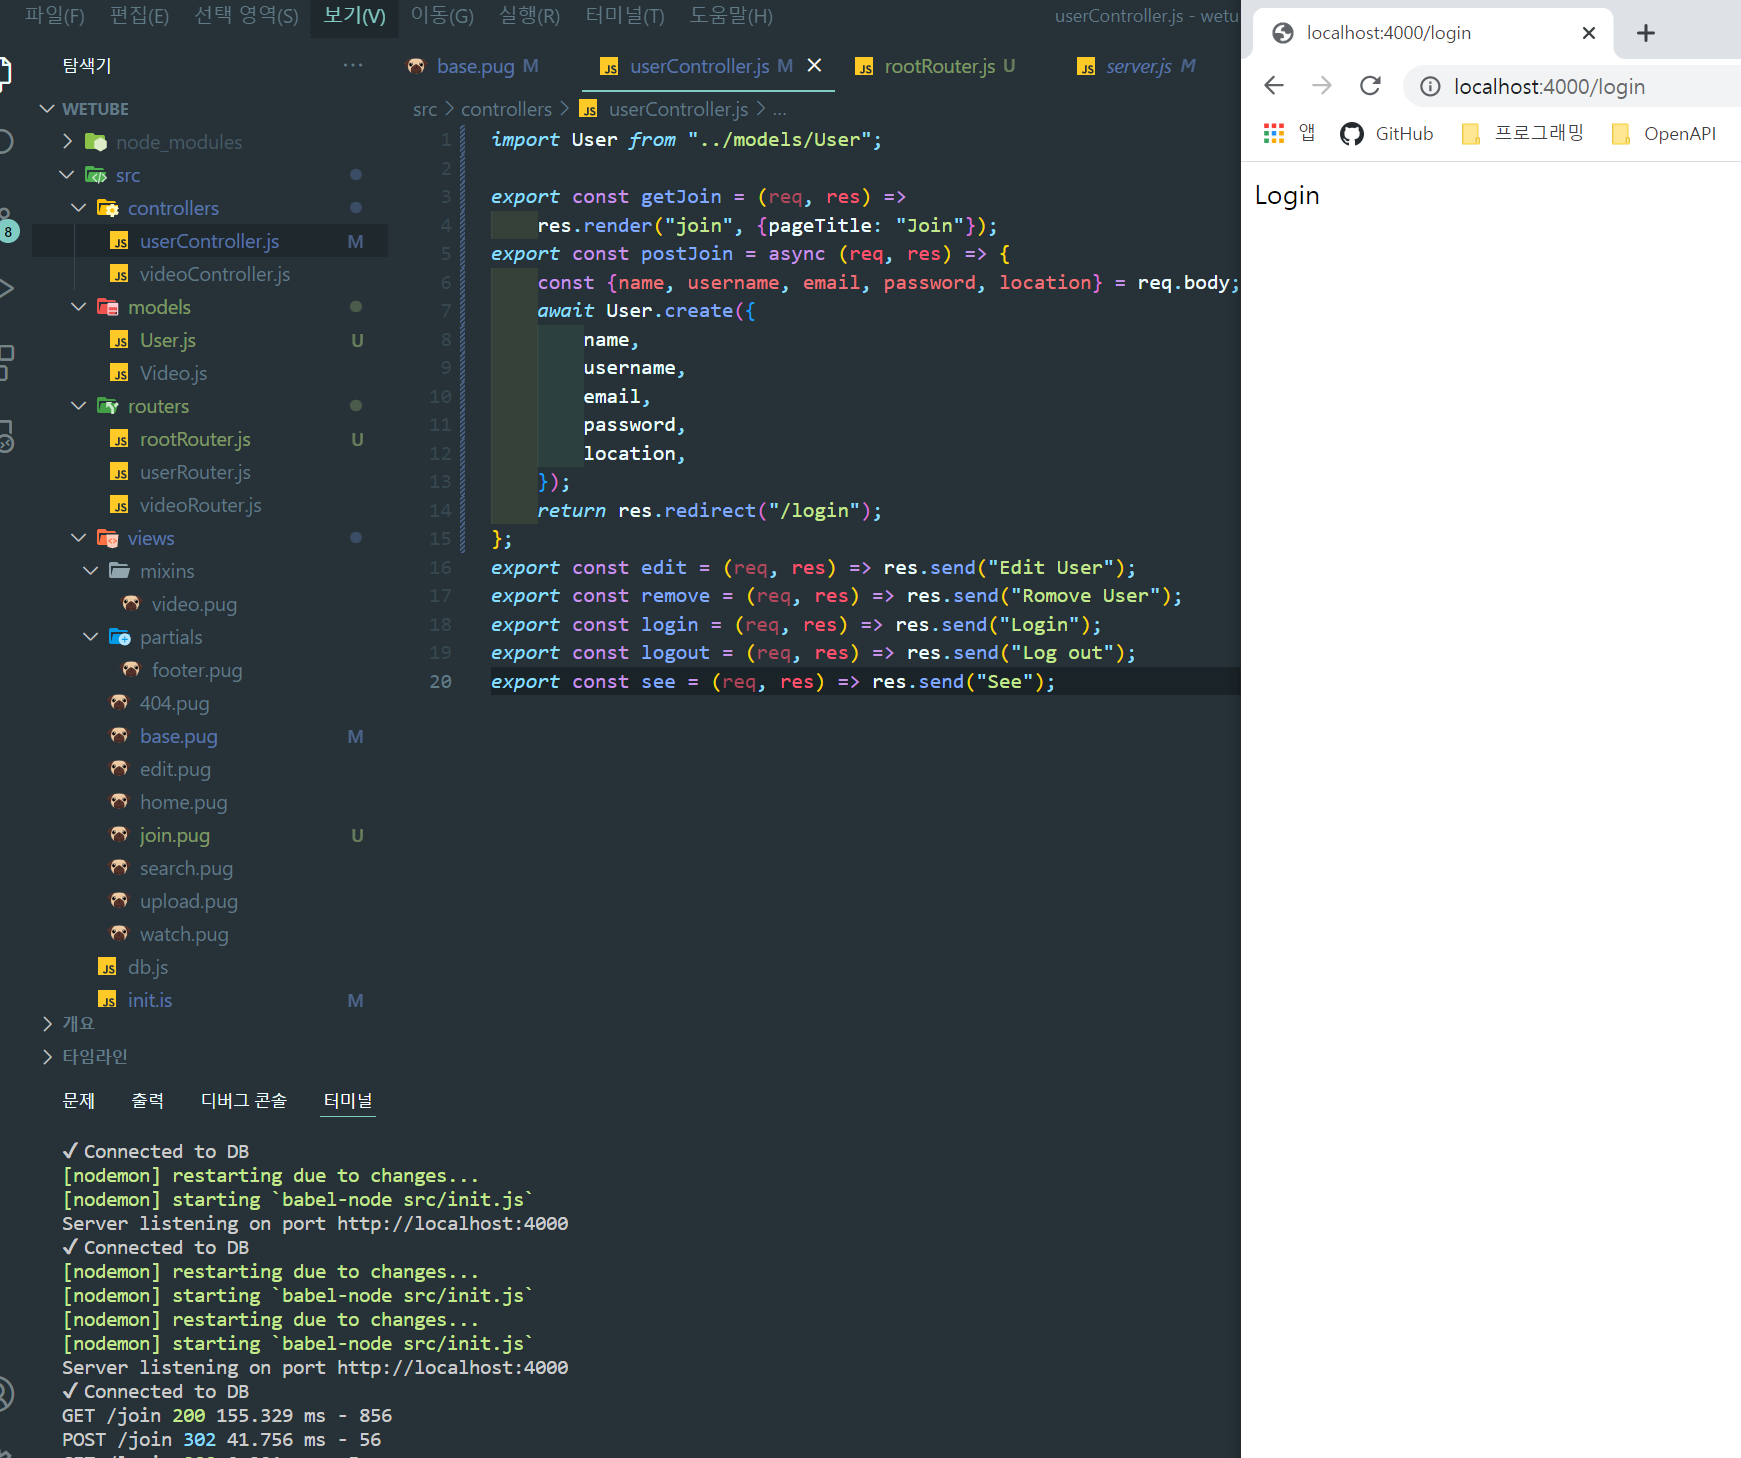 파일(F) 편집(E) 선택 영역(S) 보기(V) 이동(G) 실행(R) 터미널(T) 도움말(H) userController.js - wetu
탐색기 ...
WETUBE
node_modules
src
controllers
userController.js M
videoController.js
models
User.js U
Video.js
routers
rootRouter.js U
userRouter.js
videoRouter.js
views
mixins
video.pug
partials
footer.pug
404.pug
base.pug M
edit.pug
home.pug
join.pug U
search.pug
upload.pug
watch.pug
db.js
init.js M
개요
타임라인
8
base.pug M userController.js M rootRouter.js U server.js M
src > controllers > userController.js > ...
1 import User from "../models/User";
2
3 export const getJoin = (req, res) =>
4 res.render("join", {pageTitle: "Join"});
5 export const postJoin = async (req, res) => {
6 const {name, username, email, password, location} = req.body;
7 await User.create({
8 name,
9 username,
10 email,
11 password,
12 location,
13 });
14 return res.redirect("/login");
15 };
16 export const edit = (req, res) => res.send("Edit User");
17 export const remove = (req, res) => res.send("Romove User");
18 export const login = (req, res) => res.send("Login");
19 export const logout = (req, res) => res.send("Log out");
20 export const see = (req, res) => res.send("See");
문제 출력 디버그 콘솔 터미널
✓ Connected to DB
[nodemon] restarting due to changes...
[nodemon] starting `babel-node src/init.js`
Server listening on port http://localhost:4000
✓ Connected to DB
[nodemon] restarting due to changes...
[nodemon] starting `babel-node src/init.js`
[nodemon] restarting due to changes...
[nodemon] starting `babel-node src/init.js`
Server listening on port http://localhost:4000
✓ Connected to DB
GET /join 200 155.329 ms - 856
POST /join 302 41.756 ms - 56
localhost:4000/login
localhost:4000/login
앱 GitHub 프로그래밍 OpenAPI
Login